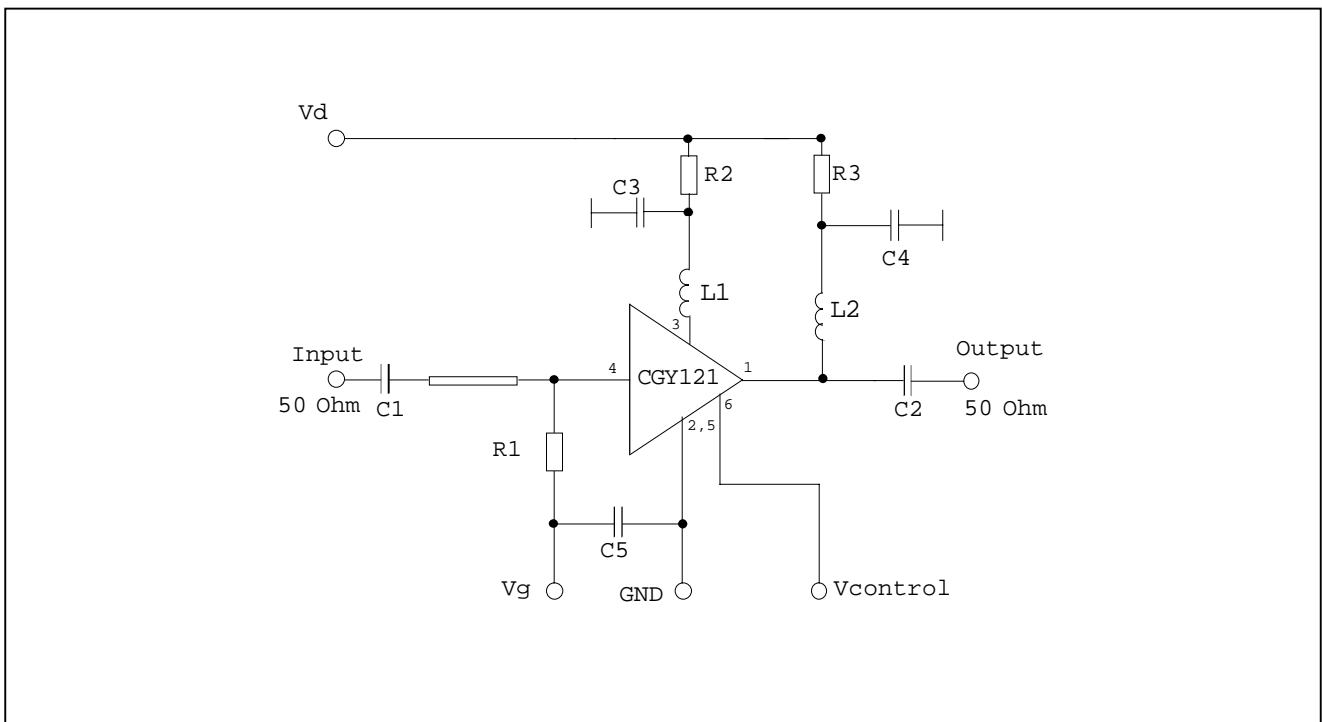 Vd
R2
R3
C3
C4
L1
L2
3
Input
Output
4
CGY121
1
50 Ohm
C1
6
C2
50 Ohm
2,5
R1
C5
Vg
GND
Vcontrol